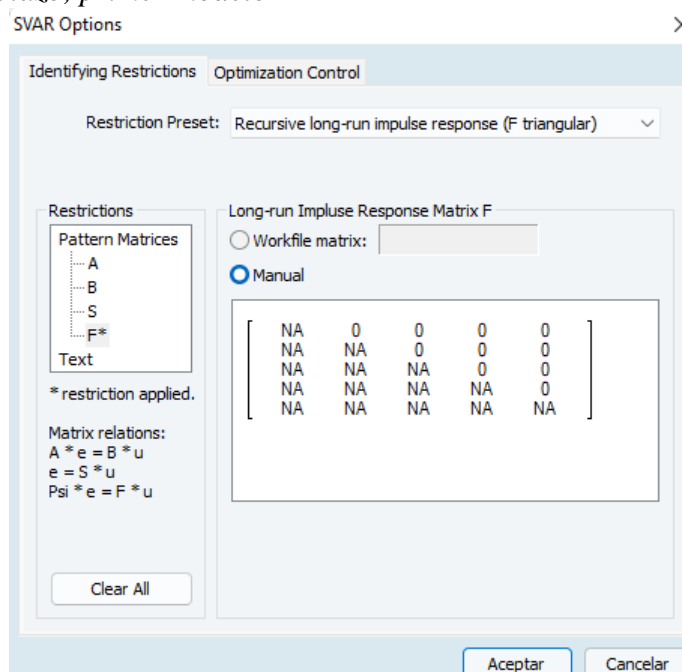 SVAR Options
Identifying Restrictions Optimization Control
Restriction Preset: Recursive long-run impulse response (F triangular)
Restrictions
Pattern Matrices
A
B
S
F*
Text
* restriction applied.
Matrix relations:
A * e = B * u
e = S * u
Psi * e = F * u
Clear All
Long-run Impluse Response Matrix F
Workfile matrix:
Manual
NA 0 0 0 0
NA NA 0 0 0
NA NA NA 0 0
NA NA NA NA 0
NA NA NA NA NA
Aceptar Cancelar